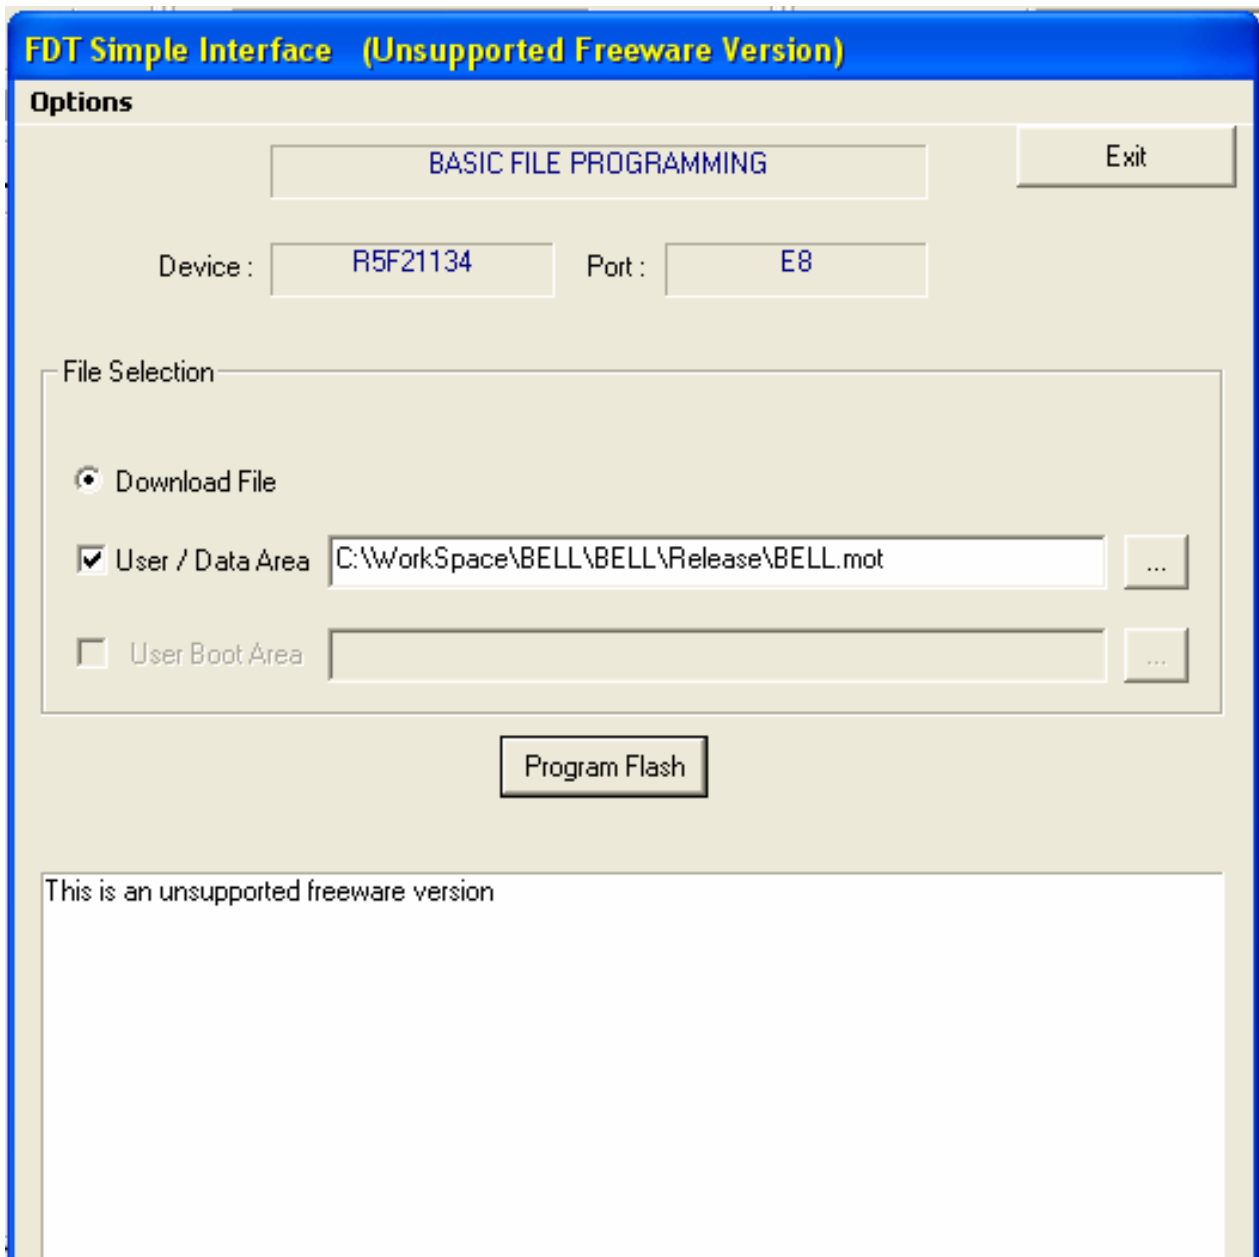 FDT Simple Interface (Unsupported Freeware Version)
Options
BASIC FILE PROGRAMMING
Exit
Device : R5F21134 Port : E8
File Selection
Download File
User / Data Area C:\WorkSpace\BELL\BELL\Release\BELL.mot ...
User Boot Area ...
Program Flash
This is an unsupported freeware version